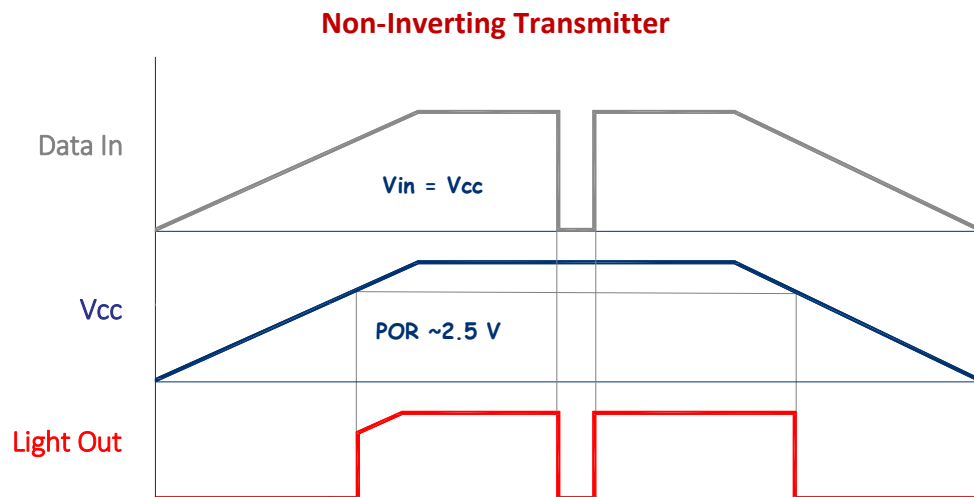 Non-Inverting Transmitter
Data In
Vin = Vcc
Vcc
POR ~2.5 V
Light Out